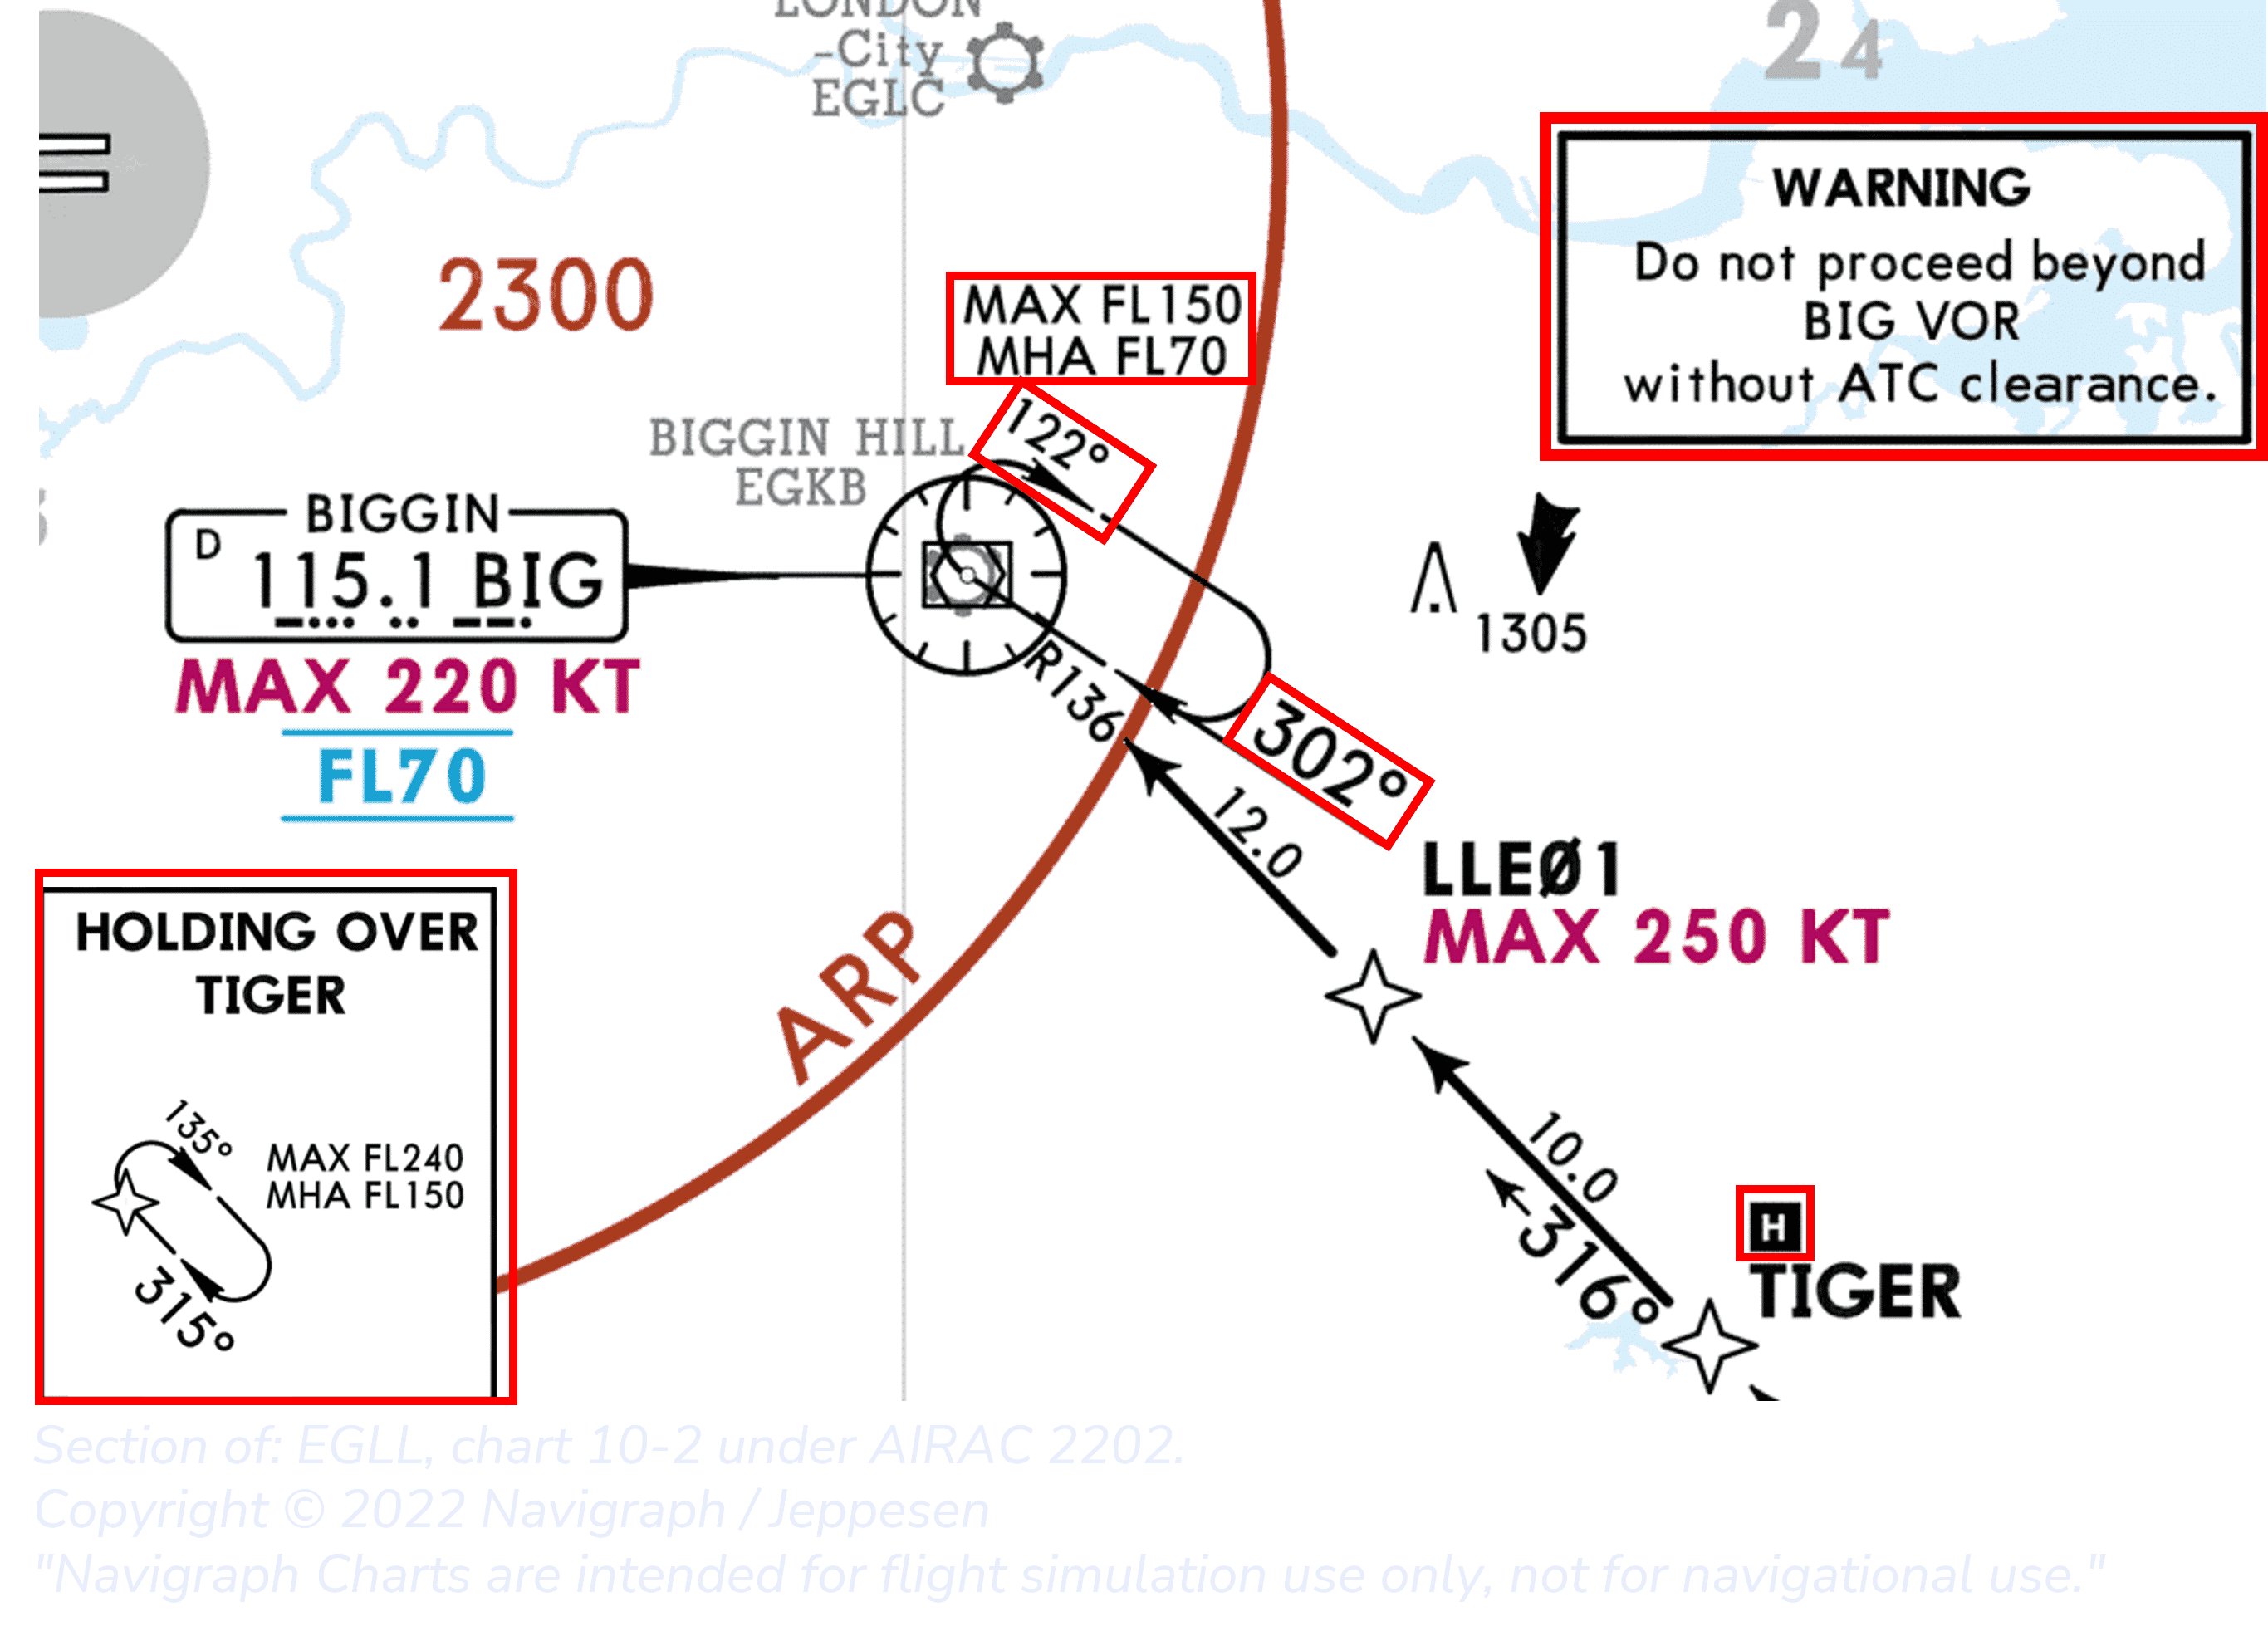 LONDON
-City
EGLC
24
WARNING
Do not proceed beyond
BIG VOR
without ATC clearance.
2300
MAX FL150
MHA FL70
122°
BIGGIN HILL
EGKB
BIGGIN
D 115.1 BIG
MAX 220 KT
FL70
R136
302°
1305
12.0
LLEØ1
MAX 250 KT
ARP
HOLDING OVER
TIGER
135°
MAX FL240
MHA FL150
315°
10.0
316°
H
TIGER
Section of: EGLL, chart 10-2 under AIRAC 2202.
Copyright © 2022 Navigraph / Jeppesen
"Navigraph Charts are intended for flight simulation use only, not for navigational use."